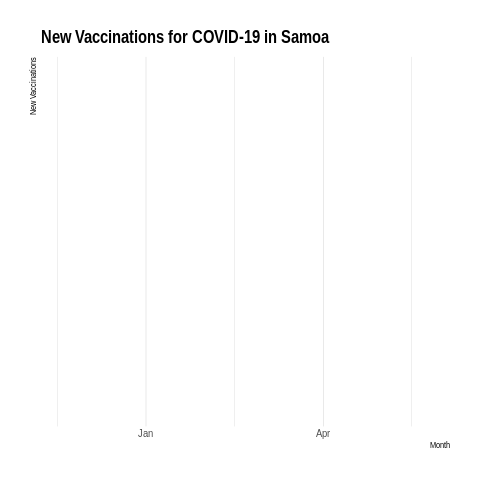 New Vaccinations for COVID-19 in Samoa
New Vaccinations
Jan
Apr
Month